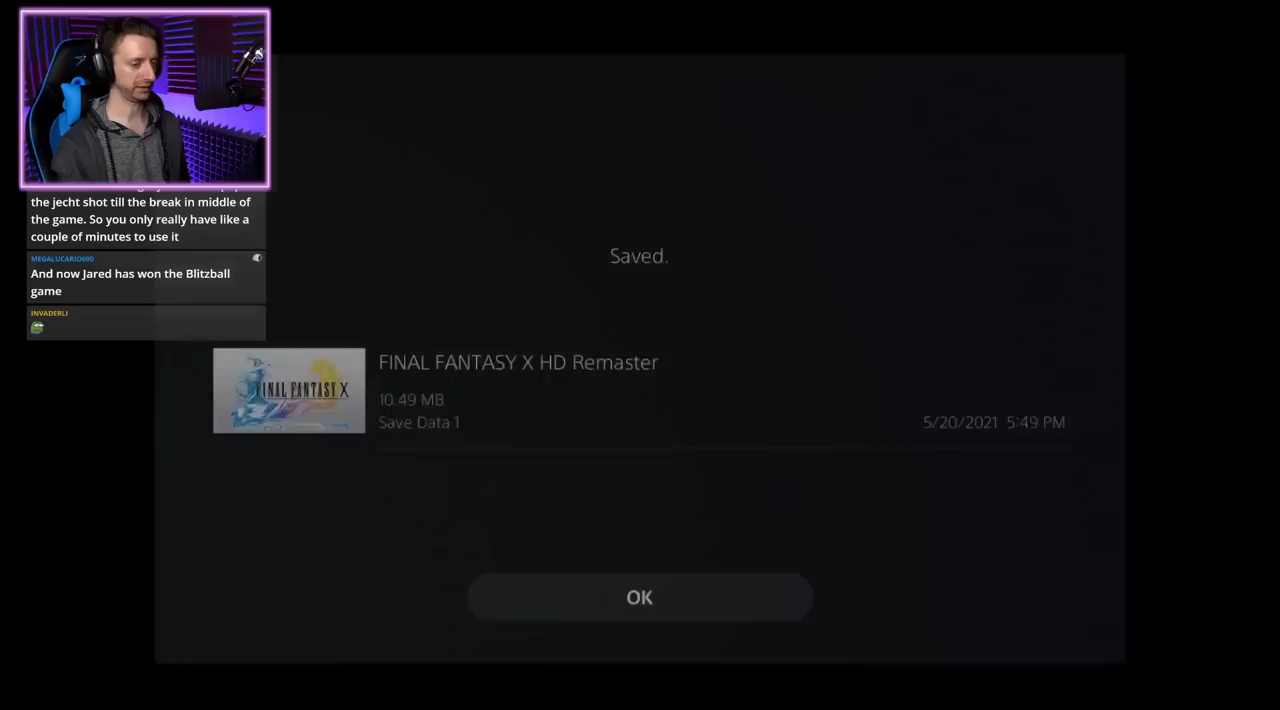 the jecht shot till the break in middle of
the game. So you only really have like a
couple of minutes to use it
MEGALUCARIO690
And now Jared has won the Blitzball
game
INVADERLI
Saved.
FINAL FANTASY X
FINAL FANTASY X HD Remaster
10.49 MB
Save Data 1
5/20/2021 5:49 PM
OK